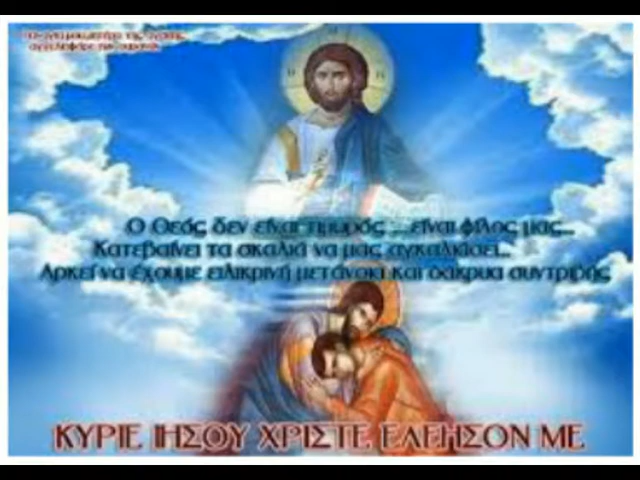 Ο Θεός δεν είναι τιμωρός ... είναι φίλος μας...
Κατεβαίνει τα σκαλιά να μας αγκαλιάσει...
Αρκεί να έχουμε ειλικρινή μετάνοια και δάκρυα συντριβής
ΚΥΡΙΕ ΙΗΣΟΥ ΧΡΙΣΤΕ, ΕΛΕΗΣΟΝ ΜΕ